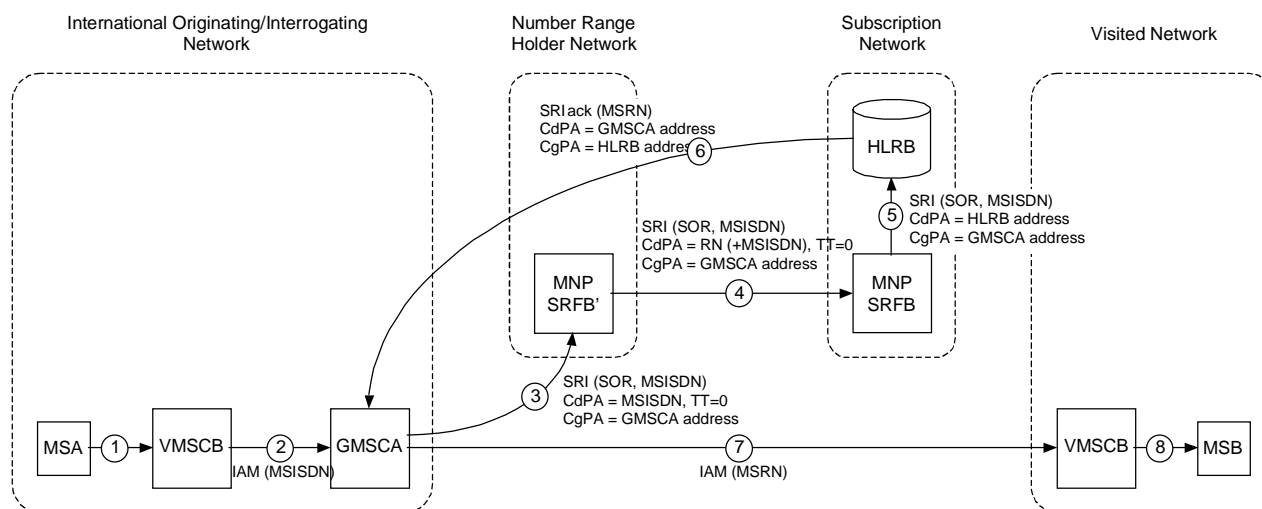 International Originating/Interrogating
Network
Number Range
Holder Network
Subscription
Network
Visited Network
SRIack (MSRN)
CdPA = GMSCA address
CgPA = HLRB address
6
HLRB
5
SRI (SOR, MSISDN)
CdPA = HLRB address
CgPA = GMSCA address
SRI (SOR, MSISDN)
CdPA = RN (+MSISDN), TT=0
CgPA = GMSCA address
MNP
SRFB'
4
MNP
SRFB
3
SRI (SOR, MSISDN)
CdPA = MSISDN, TT=0
CgPA = GMSCA address
MSA
1
VMSCB
2
IAM (MSISDN)
GMSCA
7
IAM (MSRN)
VMSCB
8
MSB